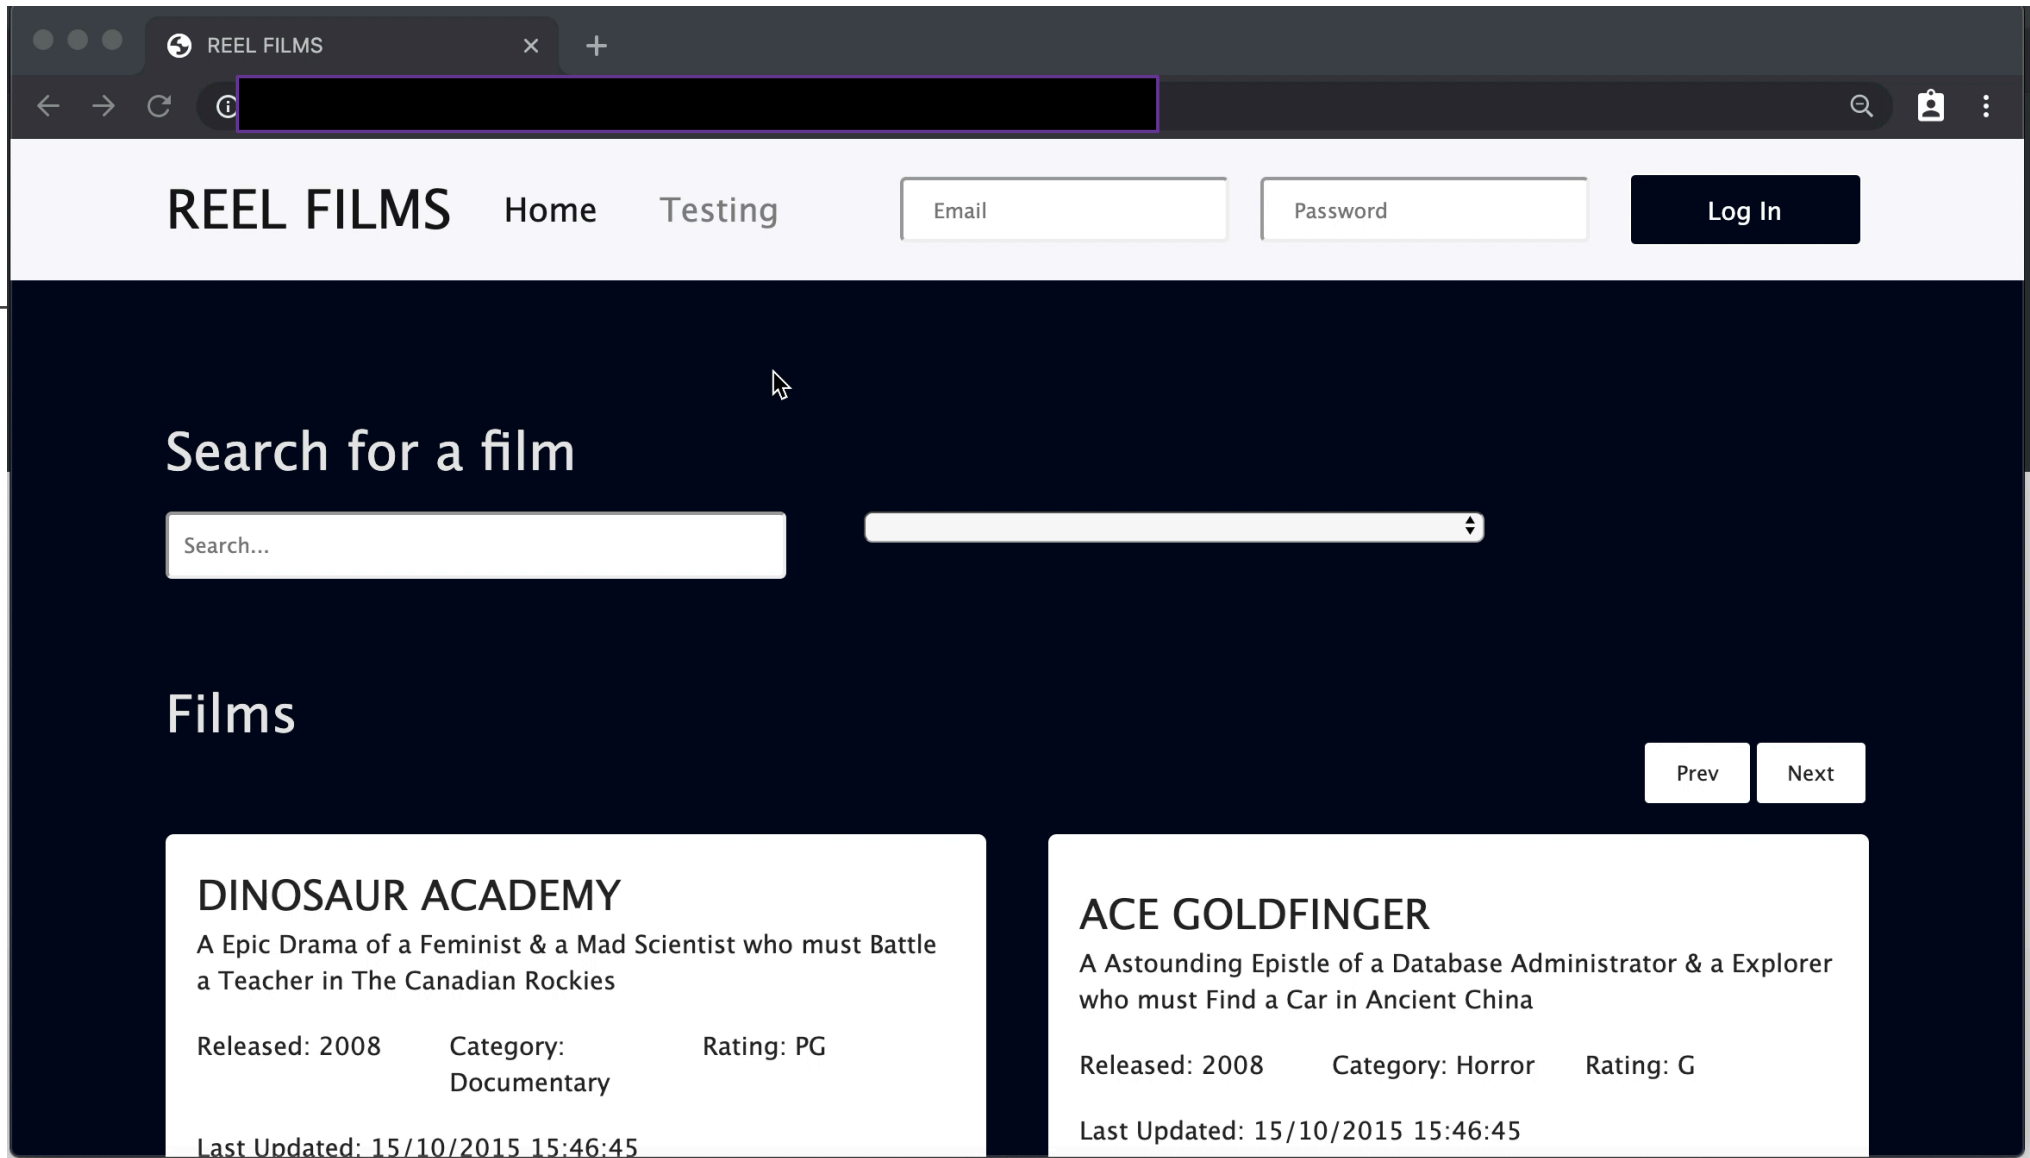 REEL FILMS
REEL FILMS Home Testing Email Password Log In
Search for a film
Search...
Films
Prev Next
DINOSAUR ACADEMY
A Epic Drama of a Feminist & a Mad Scientist who must Battle
a Teacher in The Canadian Rockies
Released: 2008 Category: Rating: PG
Documentary
Last Updated: 15/10/2015 15:46:45
ACE GOLDFINGER
A Astounding Epistle of a Database Administrator & a Explorer
who must Find a Car in Ancient China
Released: 2008 Category: Horror Rating: G
Last Updated: 15/10/2015 15:46:45